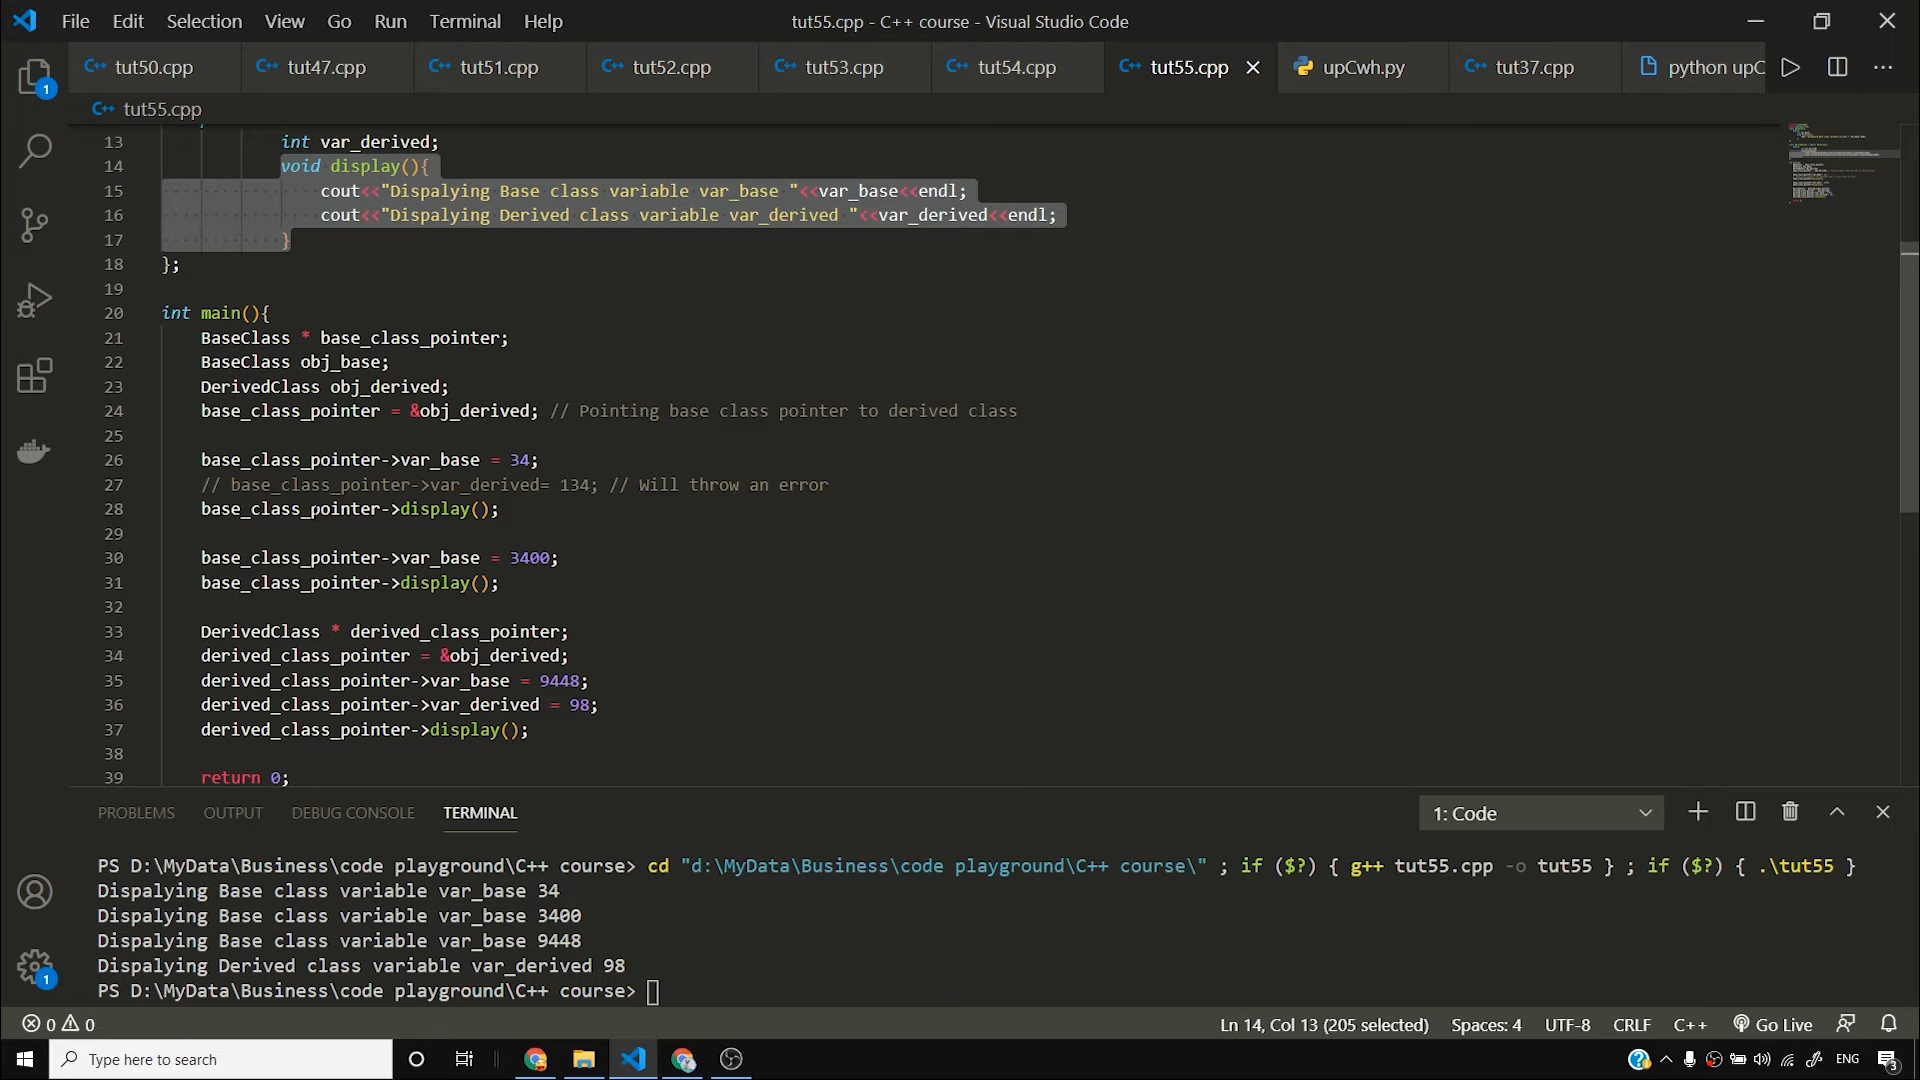 File Edit Selection View Go Run Terminal Help
tut55.cpp - C++ course - Visual Studio Code
tut50.cpp tut47.cpp tut51.cpp tut52.cpp tut53.cpp tut54.cpp tut55.cpp upCwh.py tut37.cpp python upC
tut55.cpp
13 int var_derived;
14 void display(){
15 cout<<"Dispalying Base class variable var_base "<<var_base<<endl;
16 cout<<"Dispalying Derived class variable var_derived "<<var_derived<<endl;
17 }
18 };
19
20 int main(){
21 BaseClass * base_class_pointer;
22 BaseClass obj_base;
23 DerivedClass obj_derived;
24 base_class_pointer = &obj_derived; // Pointing base class pointer to derived class
25
26 base_class_pointer->var_base = 34;
27 // base_class_pointer->var_derived= 134; // Will throw an error
28 base_class_pointer->display();
29
30 base_class_pointer->var_base = 3400;
31 base_class_pointer->display();
32
33 DerivedClass * derived_class_pointer;
34 derived_class_pointer = &obj_derived;
35 derived_class_pointer->var_base = 9448;
36 derived_class_pointer->var_derived = 98;
37 derived_class_pointer->display();
38
39 return 0;
PROBLEMS OUTPUT DEBUG CONSOLE TERMINAL 1: Code
PS D:\MyData\Business\code playground\C++ course> cd "d:\MyData\Business\code playground\C++ course\" ; if ($?) { g++ tut55.cpp -o tut55 } ; if ($?) { .\tut55 }
Dispalying Base class variable var_base 34
Dispalying Base class variable var_base 3400
Dispalying Base class variable var_base 9448
Dispalying Derived class variable var_derived 98
PS D:\MyData\Business\code playground\C++ course>
0 0 Ln 14, Col 13 (205 selected) Spaces: 4 UTF-8 CRLF C++ Go Live
Type here to search ENG